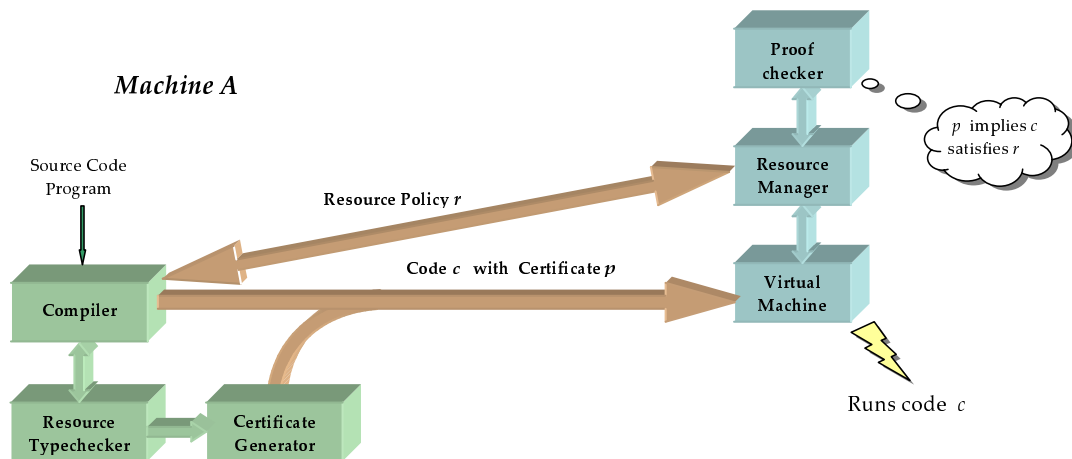 Machine A
Proof
checker
p implies c
satisfies r
Source Code
Program
Resource
Manager
Resource Policy r
Code c with Certificate p
Compiler
Virtual
Machine
Runs code c
Resource
Typechecker
Certificate
Generator